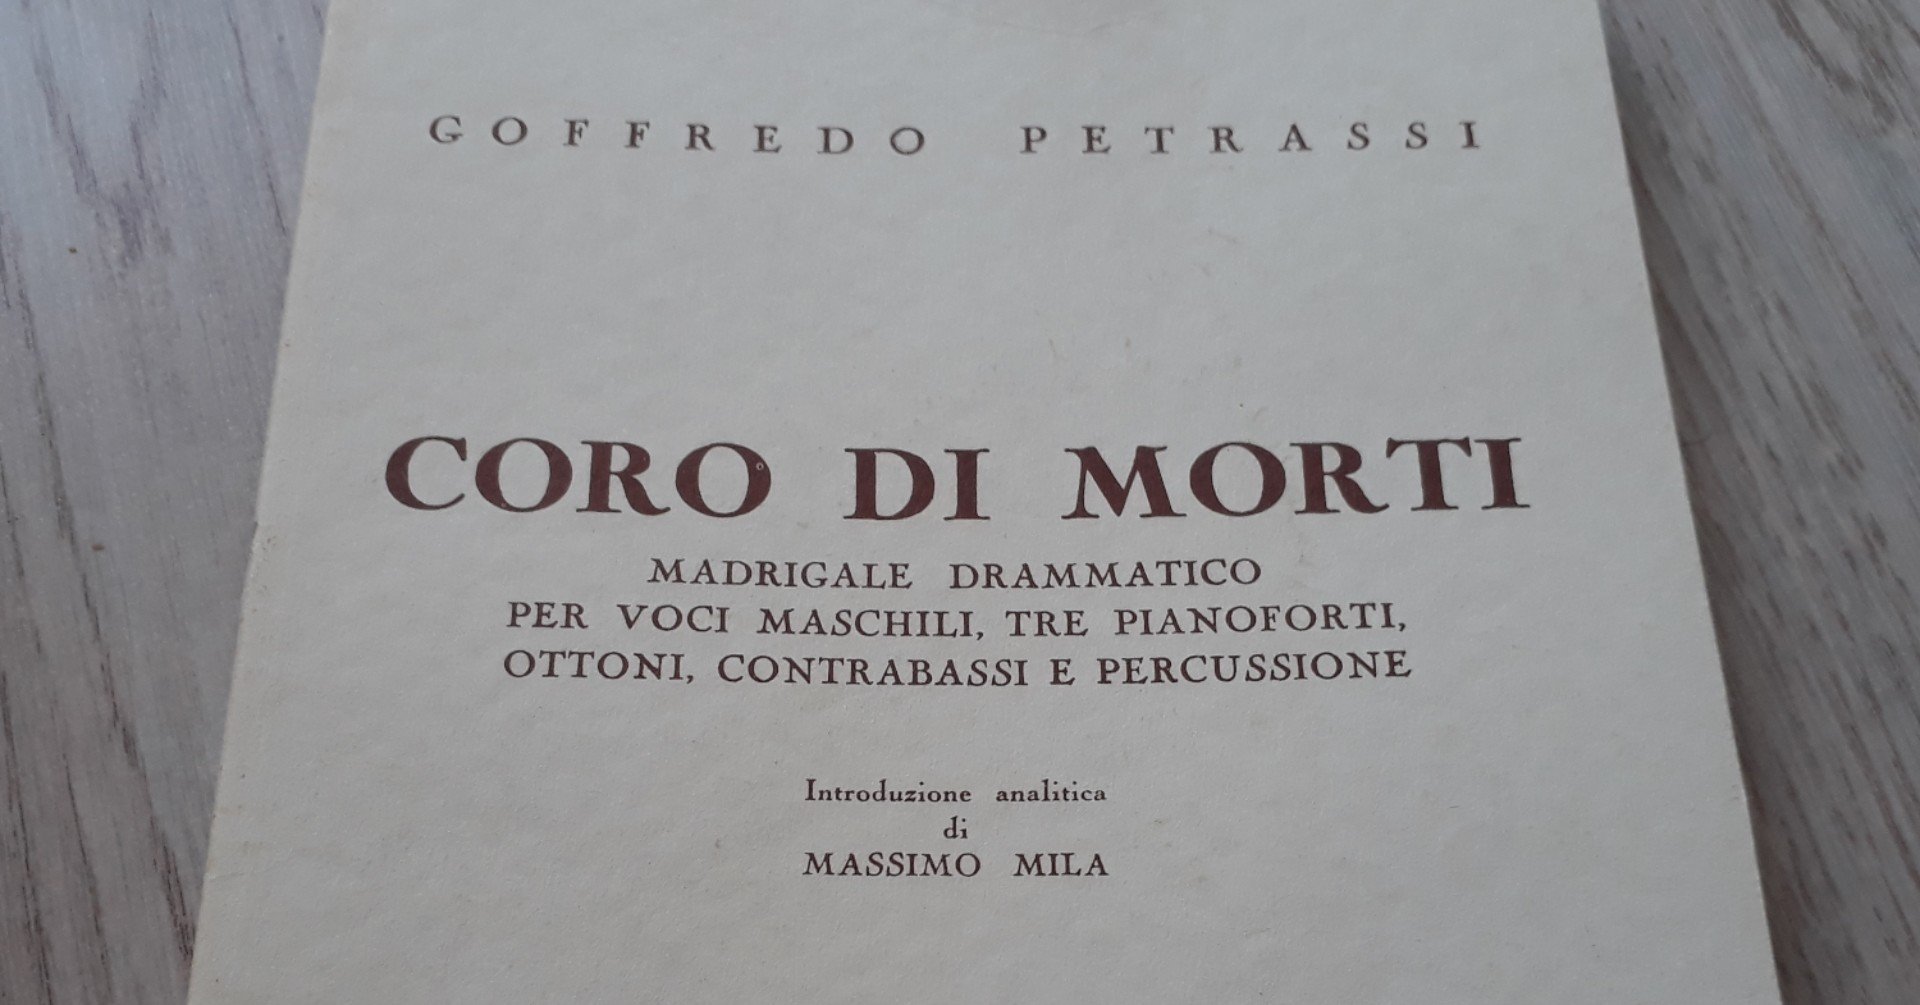 GOFFREDO PETRASSI
CORO DI MORTI
MADRIGALE DRAMMATICO
PER VOCI MASCHILI, TRE PIANOFORTI,
OTTONI, CONTRABASSI E PERCUSSIONE
Introduzione analitica
di
MASSIMO MILA